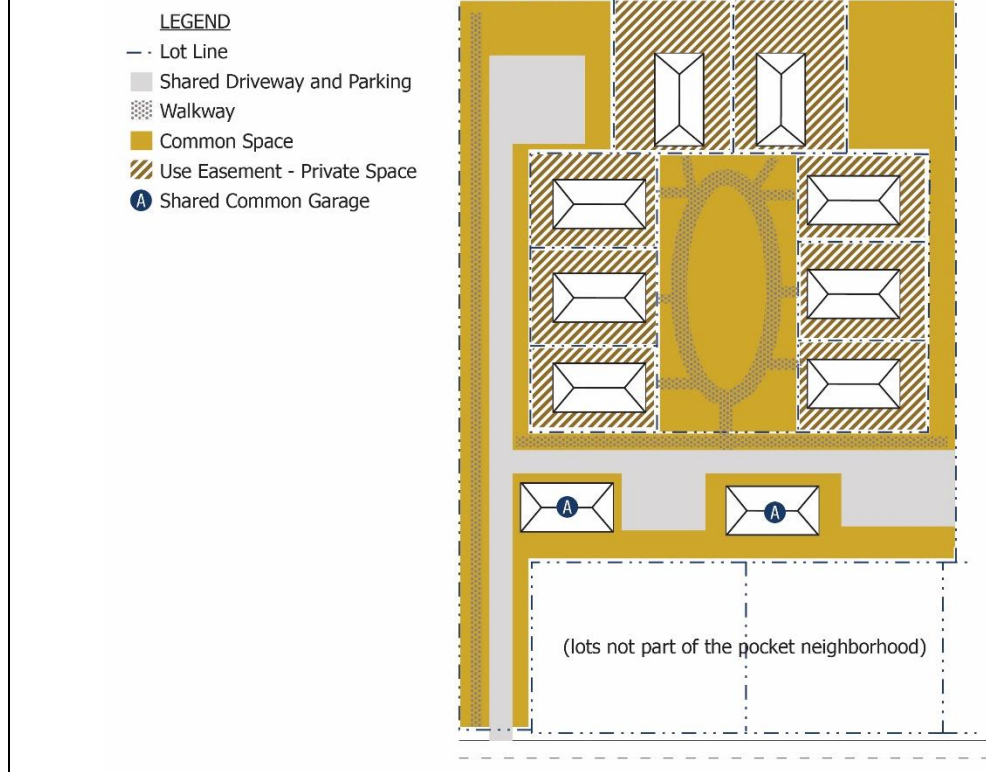 LEGEND
Lot Line
Shared Driveway and Parking
Walkway
Common Space
Use Easement - Private Space
A Shared Common Garage
A
A
(lots not part of the pocket neighborhood)